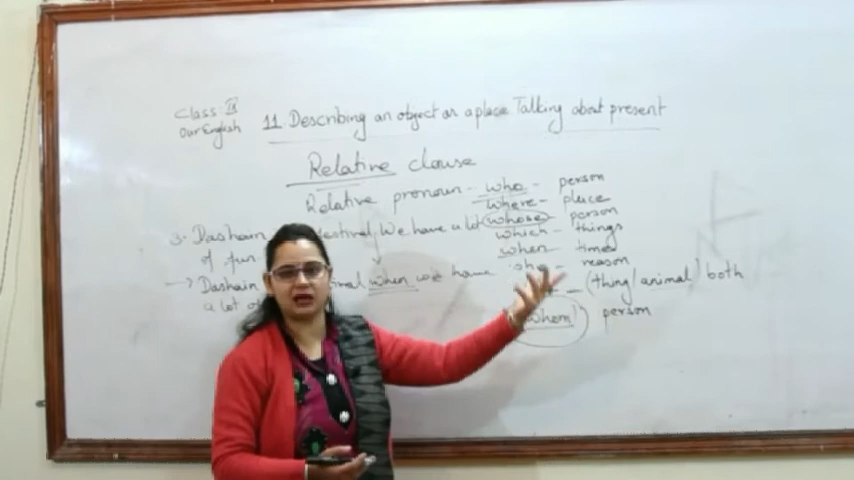 Class: IX
Our English
11. Describing an object or a place Talking about present
Relative clause
Relative pronoun - who - person
where - place
whose - person
which - things
when - time
reason
(thing/animal) both
whom person
3. Dashain festival. We have a lot
of fun
→ Dashain when we have
a lot of